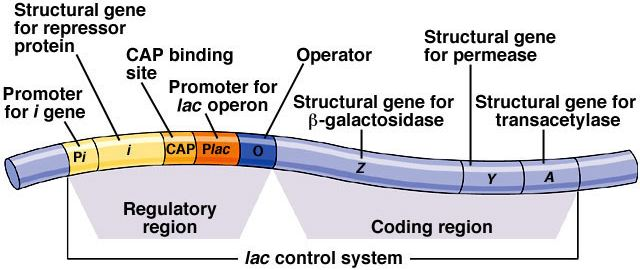 Structural gene
for repressor
protein
CAP binding
site
Operator
Structural gene
for permease
Promoter
for i gene
Promoter for
lac operon
Structural gene for
β-galactosidase
Structural gene for
transacetylase
Pi
i
CAP
Plac
O
Z
Y
A
Regulatory
region
Coding region
lac control system